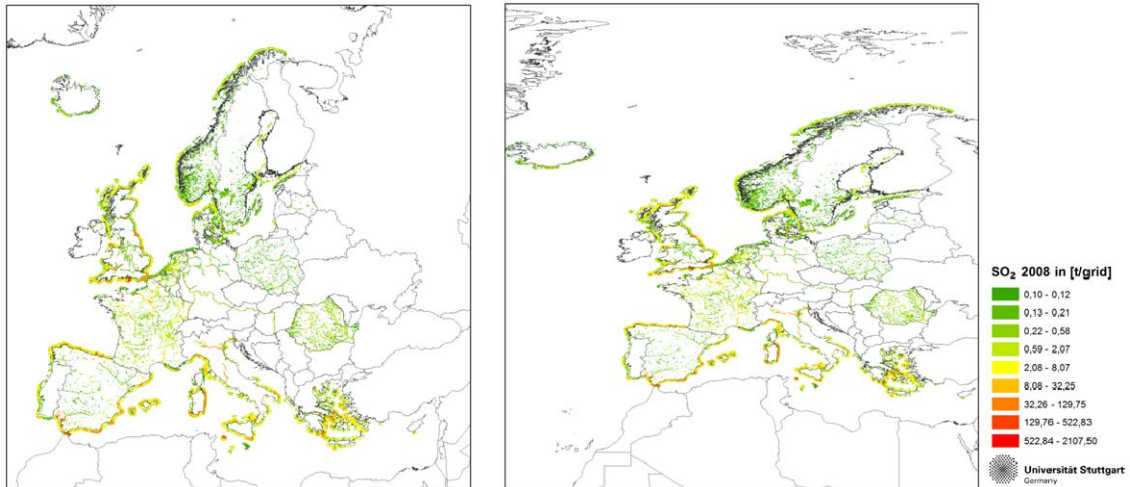 SO₂ 2008 in [t/grid]
0,10 - 0,12
0,13 - 0,21
0,22 - 0,58
0,59 - 2,07
2,08 - 8,07
8,08 - 32,25
32,26 - 129,75
129,76 - 522,83
522,84 - 2107,50
Universität Stuttgart
Germany